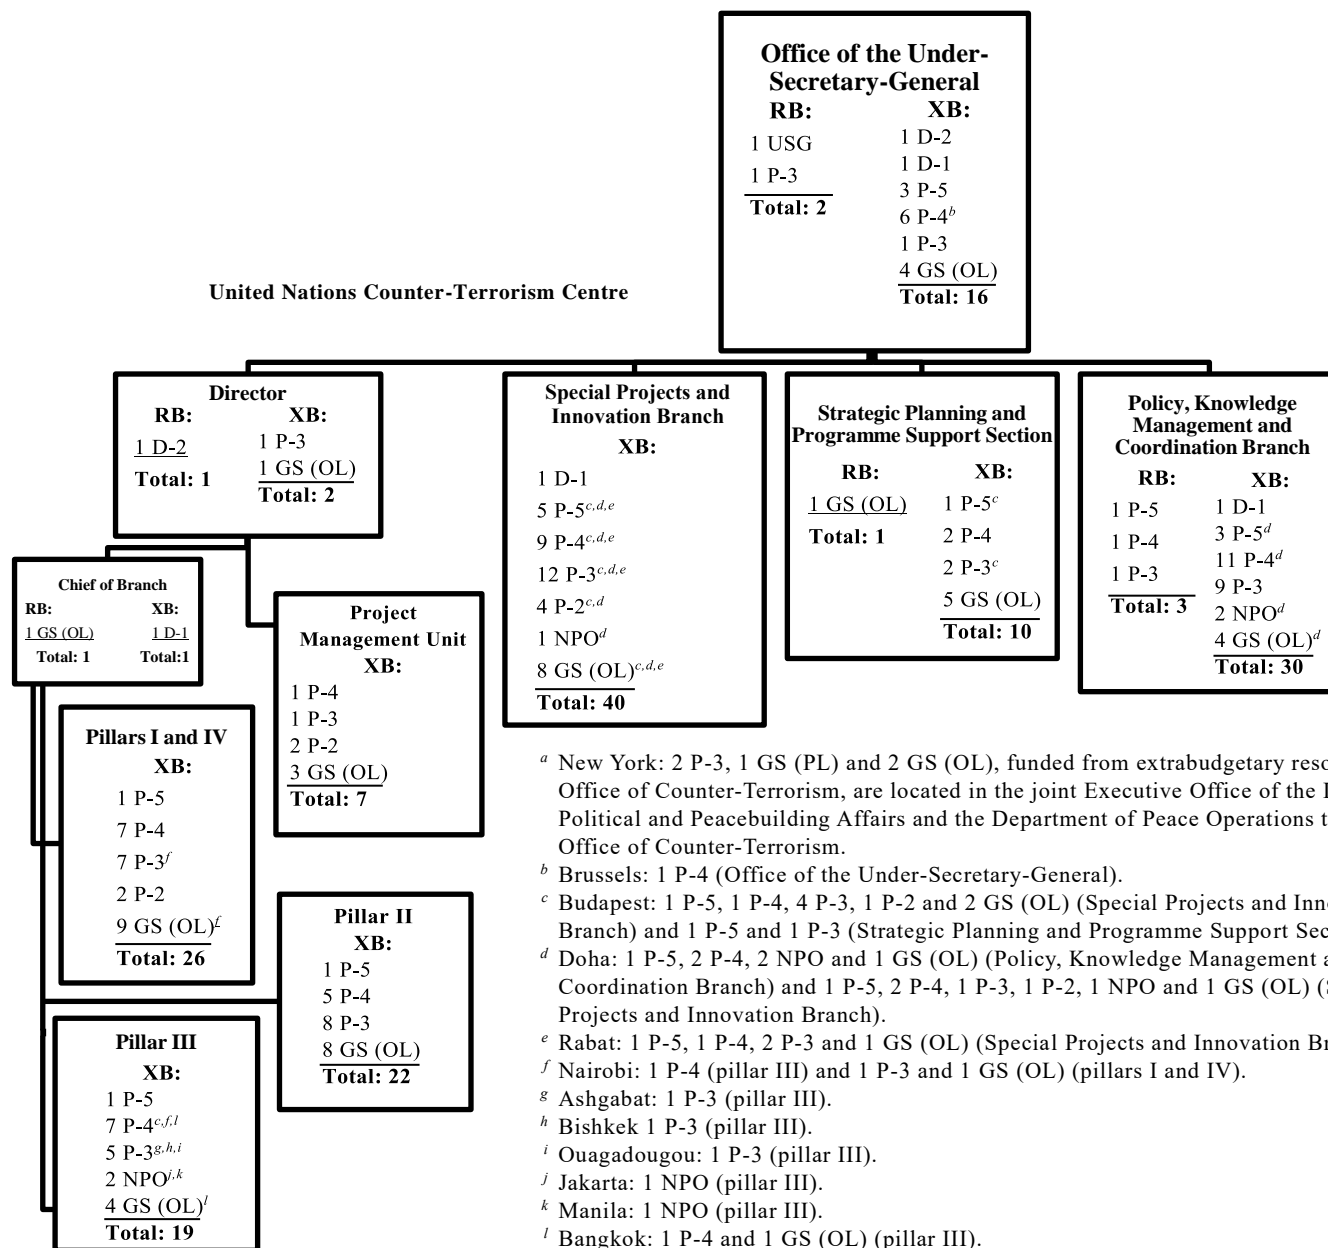 Office of the Under-
Secretary-General
RB:
1 USG
1 P-3
Total: 2
XB:
1 D-2
1 D-1
3 P-5
6 P-4b
1 P-3
4 GS (OL)
Total: 16
United Nations Counter-Terrorism Centre
Director
RB:
1 D-2
Total: 1
XB:
1 P-3
1 GS (OL)
Total: 2
Special Projects and
Innovation Branch
XB:
1 D-1
5 P-5c,d,e
9 P-4c,d,e
12 P-3c,d,e
4 P-2c,d
1 NPOd
8 GS (OL)c,d,e
Total: 40
Strategic Planning and
Programme Support Section
RB:
1 GS (OL)
Total: 1
XB:
1 P-5c
2 P-4
2 P-3c
5 GS (OL)
Total: 10
Policy, Knowledge
Management and
Coordination Branch
RB:
1 P-5
1 P-4
1 P-3
Total: 3
XB:
1 D-1
3 P-5d
11 P-4d
9 P-3
2 NPOd
4 GS (OL)d
Total: 30
Chief of Branch
RB:
1 GS (OL)
Total: 1
XB:
1 D-1
Total:1
Project
Management Unit
XB:
1 P-4
1 P-3
2 P-2
3 GS (OL)
Total: 7
Pillars I and IV
XB:
1 P-5
7 P-4
7 P-3f
2 P-2
9 GS (OL)f
Total: 26
Pillar II
XB:
1 P-5
5 P-4
8 P-3
8 GS (OL)
Total: 22
Pillar III
XB:
1 P-5
7 P-4c,f,l
5 P-3g,h,i
2 NPOj,k
4 GS (OL)l
Total: 19
a New York: 2 P-3, 1 GS (PL) and 2 GS (OL), funded from extrabudgetary
Office of Counter-Terrorism, are located in the joint Executive Office of the
Political and Peacebuilding Affairs and the Department of Peace Operations
Office of Counter-Terrorism.
b Brussels: 1 P-4 (Office of the Under-Secretary-General).
c Budapest: 1 P-5, 1 P-4, 4 P-3, 1 P-2 and 2 GS (OL) (Special Projects and
Branch) and 1 P-5 and 1 P-3 (Strategic Planning and Programme Support
d Doha: 1 P-5, 2 P-4, 2 NPO and 1 GS (OL) (Policy, Knowledge Management
Coordination Branch) and 1 P-5, 2 P-4, 1 P-3, 1 P-2, 1 NPO and 1 GS (OL)
Projects and Innovation Branch).
e Rabat: 1 P-5, 1 P-4, 2 P-3 and 1 GS (OL) (Special Projects and Innovation
f Nairobi: 1 P-4 (pillar III) and 1 P-3 and 1 GS (OL) (pillars I and IV).
g Ashgabat: 1 P-3 (pillar III).
h Bishkek 1 P-3 (pillar III).
i Ouagadougou: 1 P-3 (pillar III).
j Jakarta: 1 NPO (pillar III).
k Manila: 1 NPO (pillar III).
l Bangkok: 1 P-4 and 1 GS (OL) (pillar III).